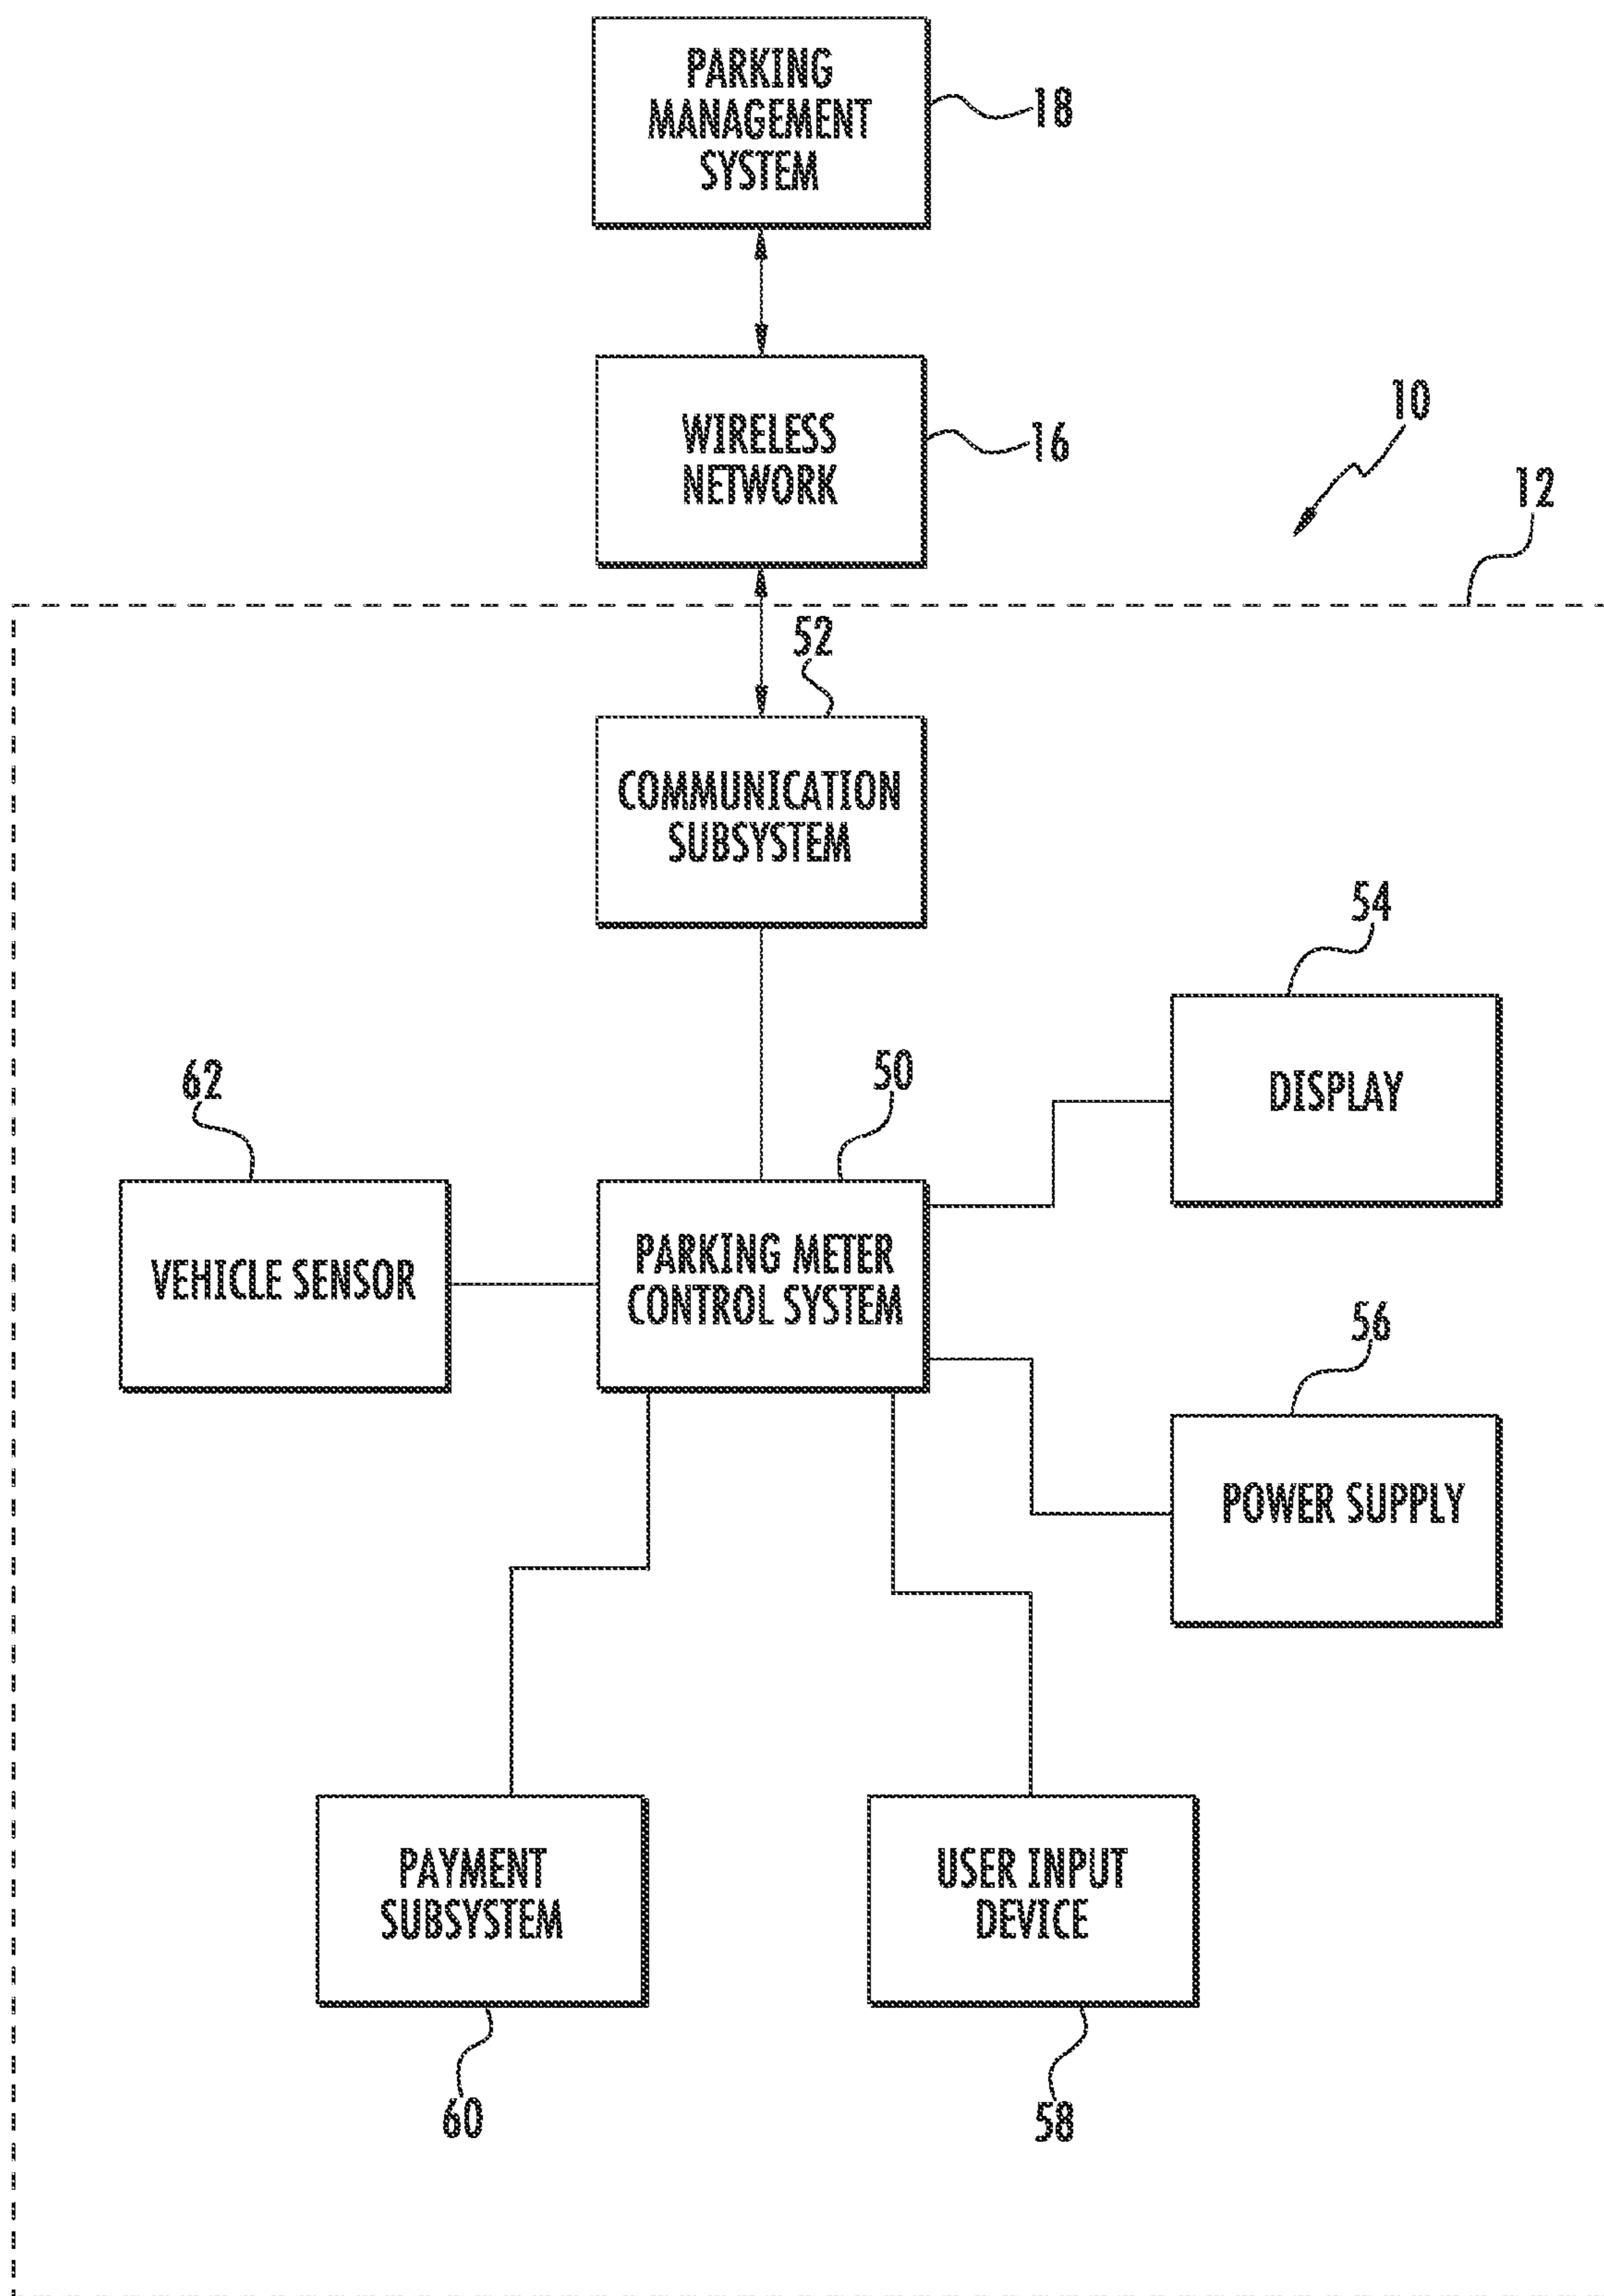 PARKING
MANAGEMENT
SYSTEM
18
WIRELESS
NETWORK
16
10
12
52
COMMUNICATION
SUBSYSTEM
54
DISPLAY
62
50
VEHICLE SENSOR
PARKING METER
CONTROL SYSTEM
56
POWER SUPPLY
PAYMENT
SUBSYSTEM
USER INPUT
DEVICE
60
58